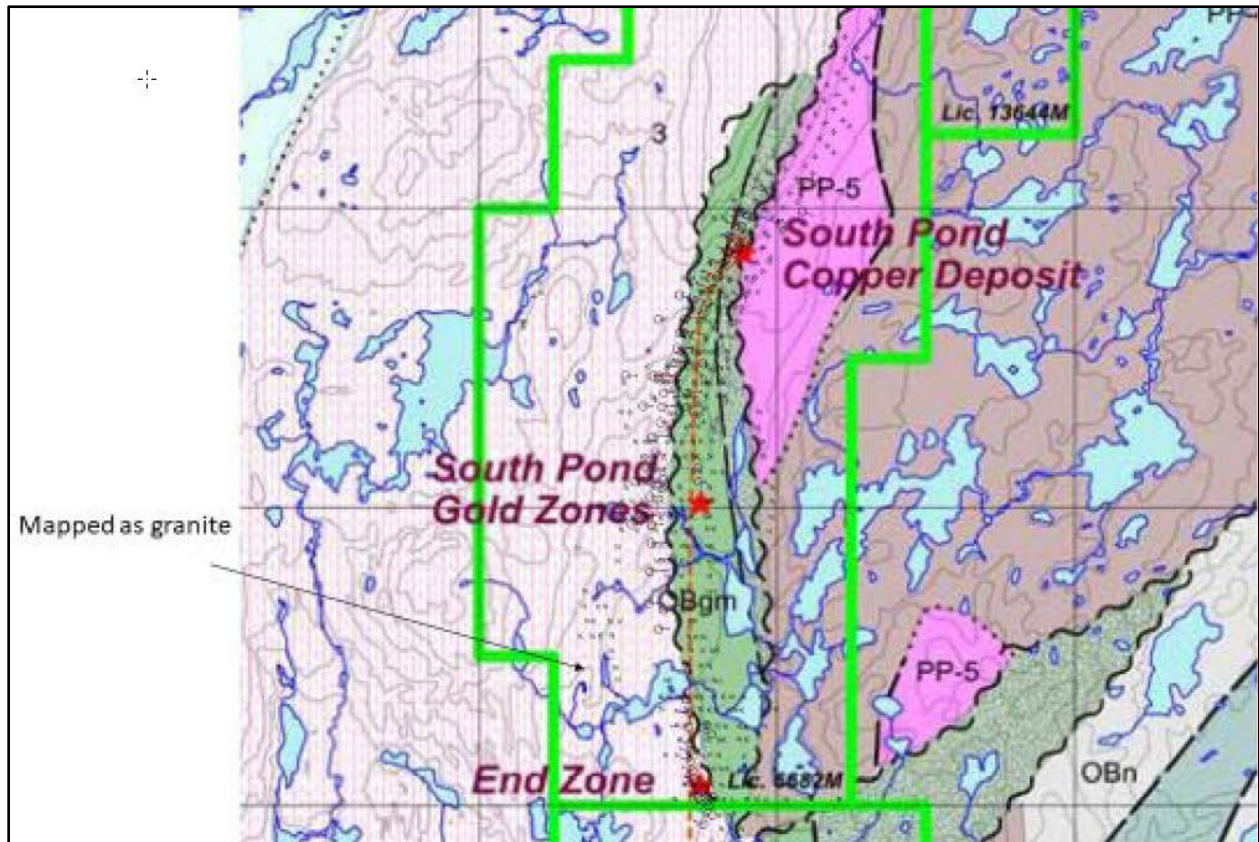 PP-
Lic. 13644M
3
PP-5
South Pond
Copper Deposit
South Pond
Gold Zones
Mapped as granite
OBgm
PP-5
OBn
End Zone
Lic. 6682M